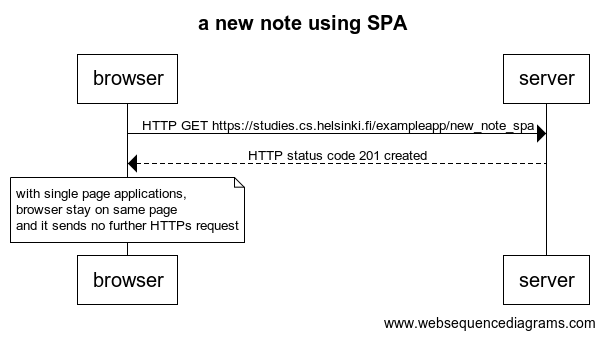 a new note using SPA
browser
server
HTTP GET https://studies.cs.helsinki.fi/exampleapp/new_note_spa
HTTP status code 201 created
with single page applications,
browser stay on same page
and it sends no further HTTPs request
browser
server
www.websequencediagrams.com